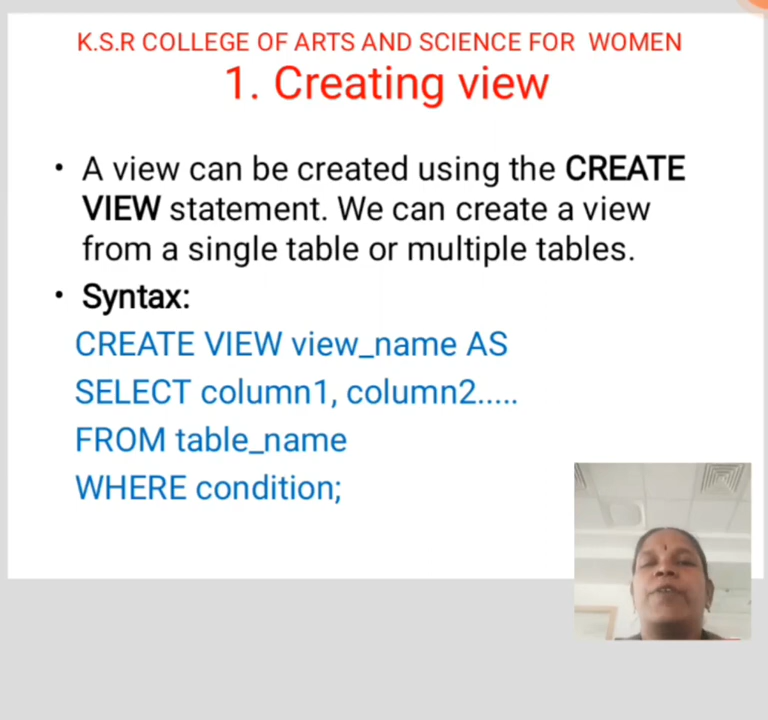 K.S.R COLLEGE OF ARTS AND SCIENCE FOR WOMEN
1. Creating view
• A view can be created using the CREATE
VIEW statement. We can create a view
from a single table or multiple tables.
• Syntax:
CREATE VIEW view_name AS
SELECT column1, column2.....
FROM table_name
WHERE condition;